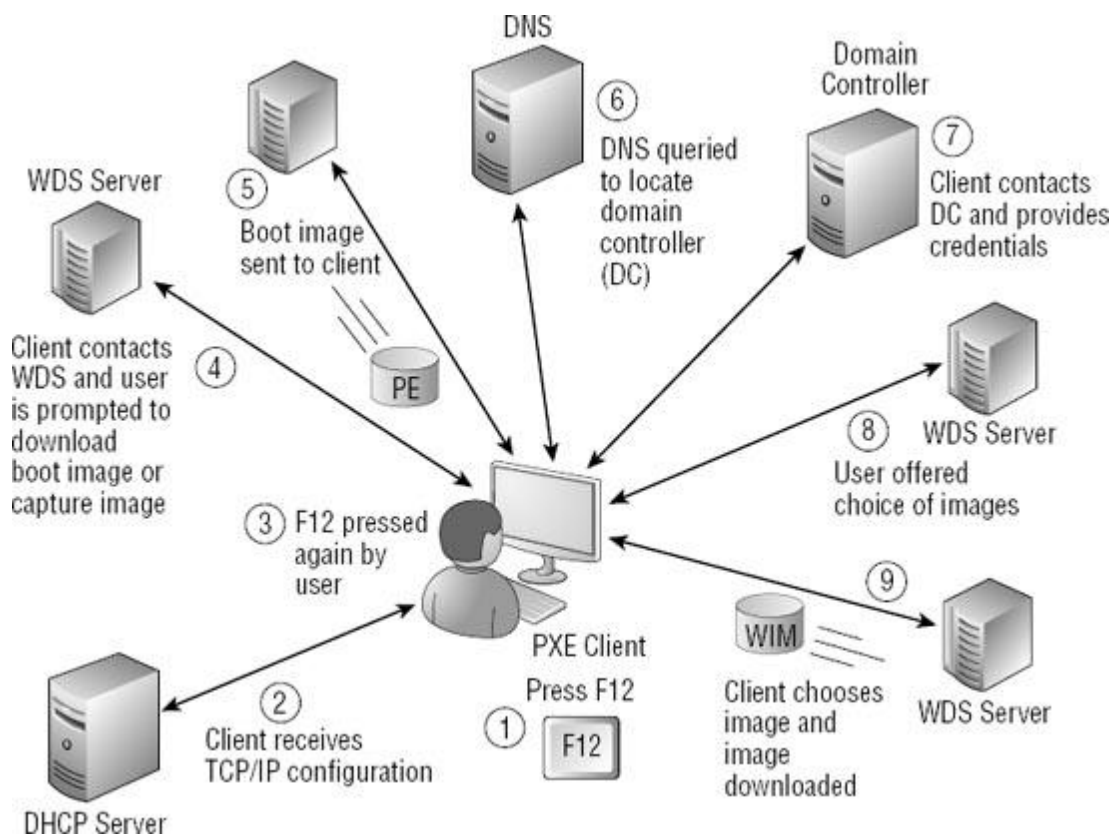 DNS
Domain
Controller
6
7
5
WDS Server
DNS queried
to locate
domain
controller
(DC)
Client contacts
DC and provides
credentials
Boot image
sent to client
4
Client contacts
WDS and user
is prompted to
download
boot image or
capture image
PE
8
WDS Server
User offered
choice of images
3
F12 pressed
again by
user
9
WIM
PXE Client
Press F12
1
F12
2
Client receives
TCP/IP configuration
DHCP Server
Client chooses
image and
image
downloaded
WDS Server